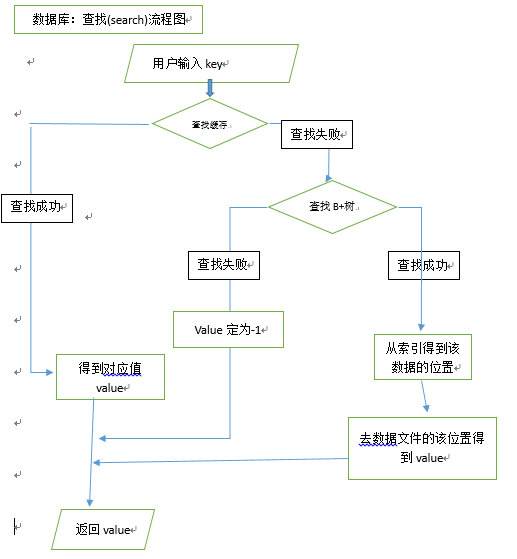 数据库：查找(search)流程图
用户输入 key
查找缓存
查找失败
查找成功
查找 B+树
查找失败
查找成功
Value 定为-1
从索引得到该
数据的位置
得到对应值
value
去数据文件的该位置得
到 value
返回 value